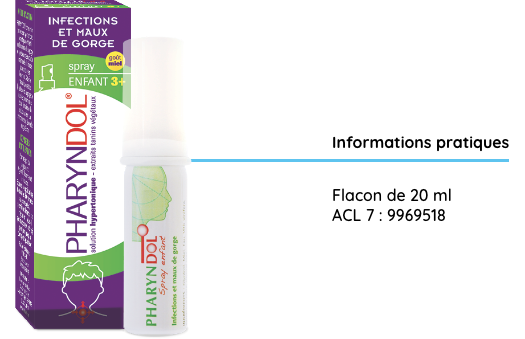 INFECTIONS
ET MAUX
DE GORGE
spray
goût
miel
ENFANT 3+
PHARYNDOL®
solution hypertonique - extraits tanins végétaux
PHARYNDOL
Spray enfant
Infections et maux de gorge
Informations pratiques
Flacon de 20 ml
ACL 7 : 9969518